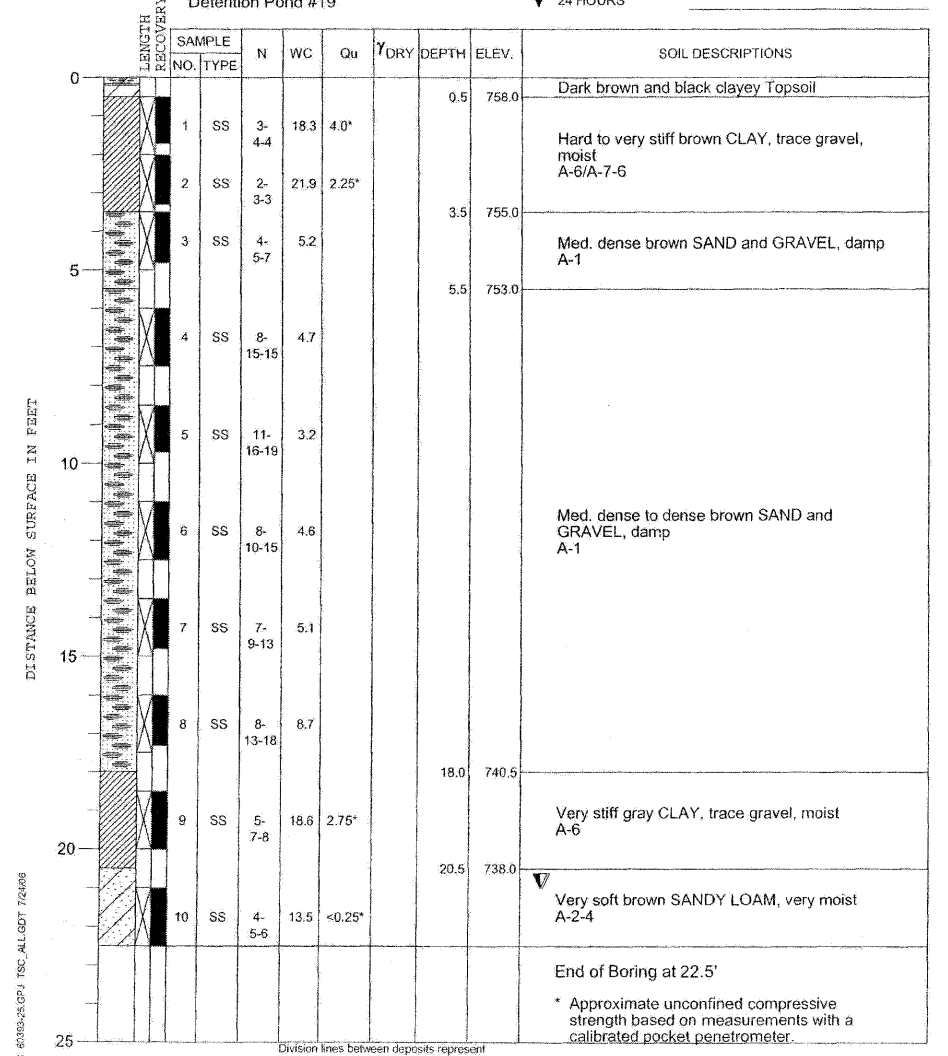 Detention Pond #19
24 HOURS
LENGTH
RECOVERY
SAMPLE
NO. TYPE N WC Qu γDRY DEPTH ELEV. SOIL DESCRIPTIONS
0
Dark brown and black clayey Topsoil
0.5 758.0
1 SS 3- 18.3 4.0*
4-4
Hard to very stiff brown CLAY, trace gravel,
moist
A-6/A-7-6
2 SS 2- 21.9 2.25*
3-3
3.5 755.0
3 SS 4- 5.2
5-7
Med. dense brown SAND and GRAVEL, damp
A-1
5
5.5 753.0
4 SS 8- 4.7
15-15
5 SS 11- 3.2
16-19
10
DISTANCE BELOW SURFACE IN FEET
6 SS 8- 4.6
10-15
Med. dense to dense brown SAND and
GRAVEL, damp
A-1
7 SS 7- 5.1
9-13
15
8 SS 8- 8.7
13-18
18.0 740.5
9 SS 5- 18.6 2.75*
7-8
Very stiff gray CLAY, trace gravel, moist
A-6
20
20.5 738.0
10 SS 4- 13.5 <0.25*
5-6
Very soft brown SANDY LOAM, very moist
A-2-4
End of Boring at 22.5'
* Approximate unconfined compressive
strength based on measurements with a
calibrated pocket penetrometer.
25
Division lines between deposits represent
60393-25.GPJ TSC_ALL.GDT 7/24/06